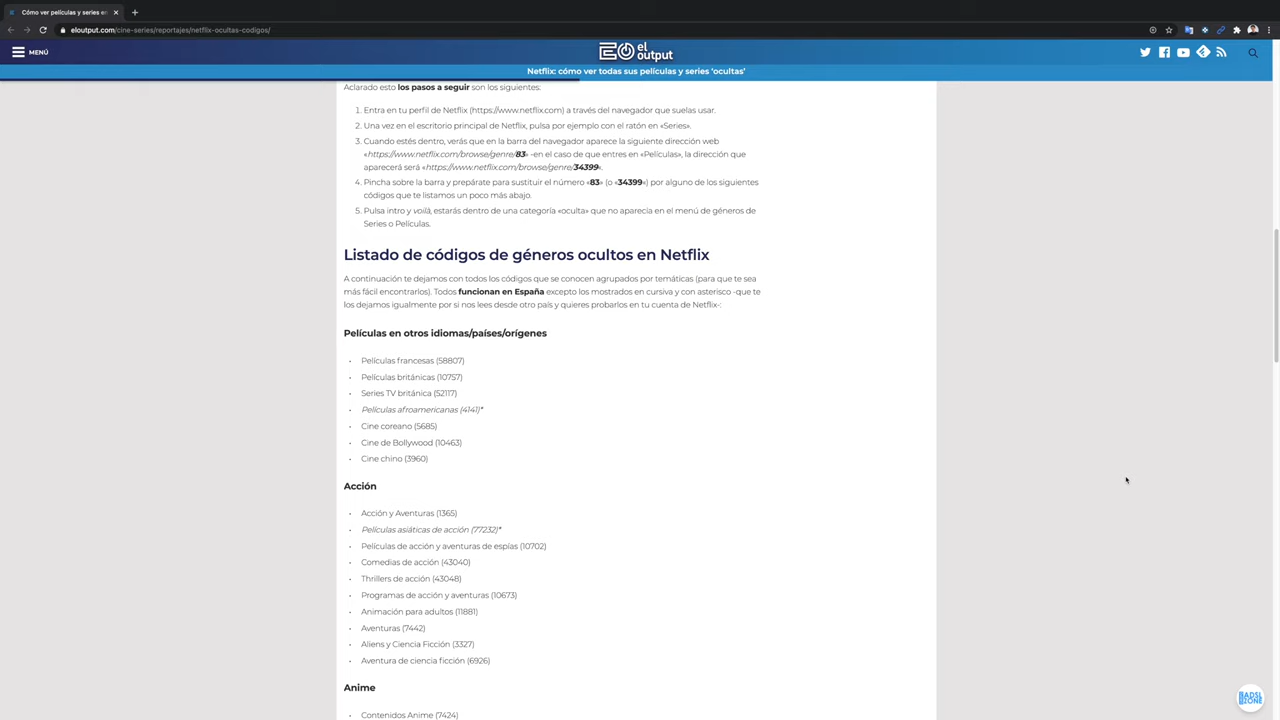 Cómo ver películas y series en
eloutput.com/cine-series/reportajes/netflix-ocultas-codigos/
MENÚ
EO el output
Netflix: cómo ver todas sus películas y series 'ocultas'
Aclarado esto los pasos a seguir son los siguientes:
1. Entra en tu perfil de Netflix (https://www.netflix.com) a través del navegador que suelas usar.
2. Una vez en el escritorio principal de Netflix, pulsa por ejemplo con el ratón en «Series».
3. Cuando estés dentro, verás que en la barra del navegador aparece la siguiente dirección web
«https://www.netflix.com/browse/genre/83» -en el caso de que entres en «Películas», la dirección que
aparecerá será «https://www.netflix.com/browse/genre/34399«.
4. Pincha sobre la barra y prepárate para sustituir el número «83» (o «34399») por alguno de los siguientes
códigos que te listamos un poco más abajo.
5. Pulsa intro y voilá, estarás dentro de una categoría «oculta» que no aparecía en el menú de géneros de
Series o Películas.
Listado de códigos de géneros ocultos en Netflix
A continuación te dejamos con todos los códigos que se conocen agrupados por temáticas (para que te sea
más fácil encontrarlos). Todos funcionan en España excepto los mostrados en cursiva y con asterisco -que te
los dejamos igualmente por si nos lees desde otro país y quieres probarlos en tu cuenta de Netflix-:
Películas en otros idiomas/países/orígenes
• Películas francesas (58807)
• Películas británicas (10757)
• Series TV británica (52117)
• Películas afroamericanas (4141)*
• Cine coreano (5685)
• Cine de Bollywood (10463)
• Cine chino (3960)
Acción
• Acción y Aventuras (1365)
• Películas asiáticas de acción (77232)*
• Películas de acción y aventuras de espías (10702)
• Comedias de acción (43040)
• Thrillers de acción (43048)
• Programas de acción y aventuras (10673)
• Animación para adultos (11881)
• Aventuras (7442)
• Aliens y Ciencia Ficción (3327)
• Aventura de ciencia ficción (6926)
Anime
• Contenidos Anime (7424)
ADSL
ZONE